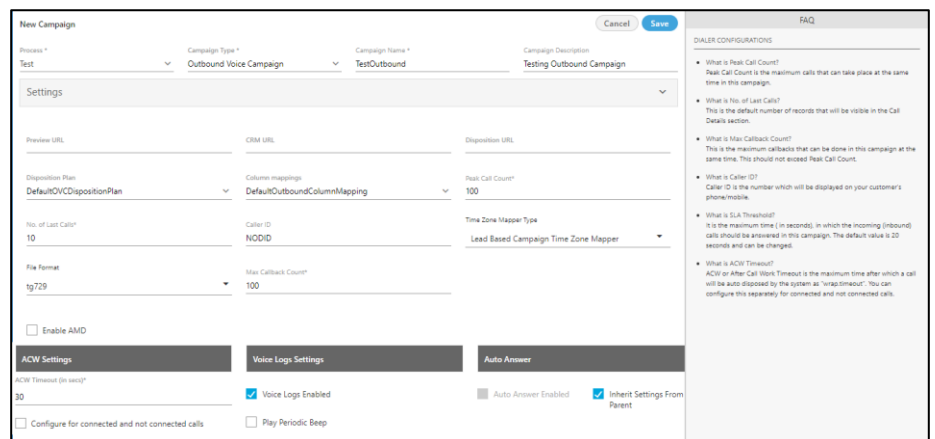 New Campaign
Cancel
Save
Process *
Campaign Type *
Campaign Name *
Campaign Description
Test
Outbound Voice Campaign
TestOutbound
Testing Outbound Campaign
Settings
Preview URL
CRM URL
Disposition URL
Disposition Plan
Column mappings
Peak Call Count*
DefaultOVCDispositionPlan
DefaultOutboundColumnMapping
100
No. of Last Calls*
Caller ID
Time Zone Mapper Type
10
NODID
Lead Based Campaign Time Zone Mapper
File Format
Max Callback Count*
tg729
100
Enable AMD
ACW Settings
Voice Logs Settings
Auto Answer
ACW Timeout (in secs)*
30
Voice Logs Enabled
Auto Answer Enabled
Inherit Settings From
Parent
Configure for connected and not connected calls
Play Periodic Beep
FAQ
DIALER CONFIGURATIONS
What is Peak Call Count?
Peak Call Count is the maximum calls that can take place at the same
time in this campaign.
What is No. of Last Calls?
This is the default number of records that will be visible in the Call
Details section.
What is Max Callback Count?
This is the maximum callbacks that can be done in this campaign at the
same time. This should not exceed Peak Call Count.
What is Caller ID?
Caller ID is the number which will be displayed on your customer's
phone/mobile.
What is SLA Threshold?
It is the maximum time ( in seconds), in which the incoming (inbound)
calls should be answered in this campaign. The default value is 20
seconds and can be changed.
What is ACW Timeout?
ACW or After Call Work Timeout is the maximum time after which a call
will be auto disposed by the system as "wrap.timeout". You can
configure this separately for connected and not connected calls.